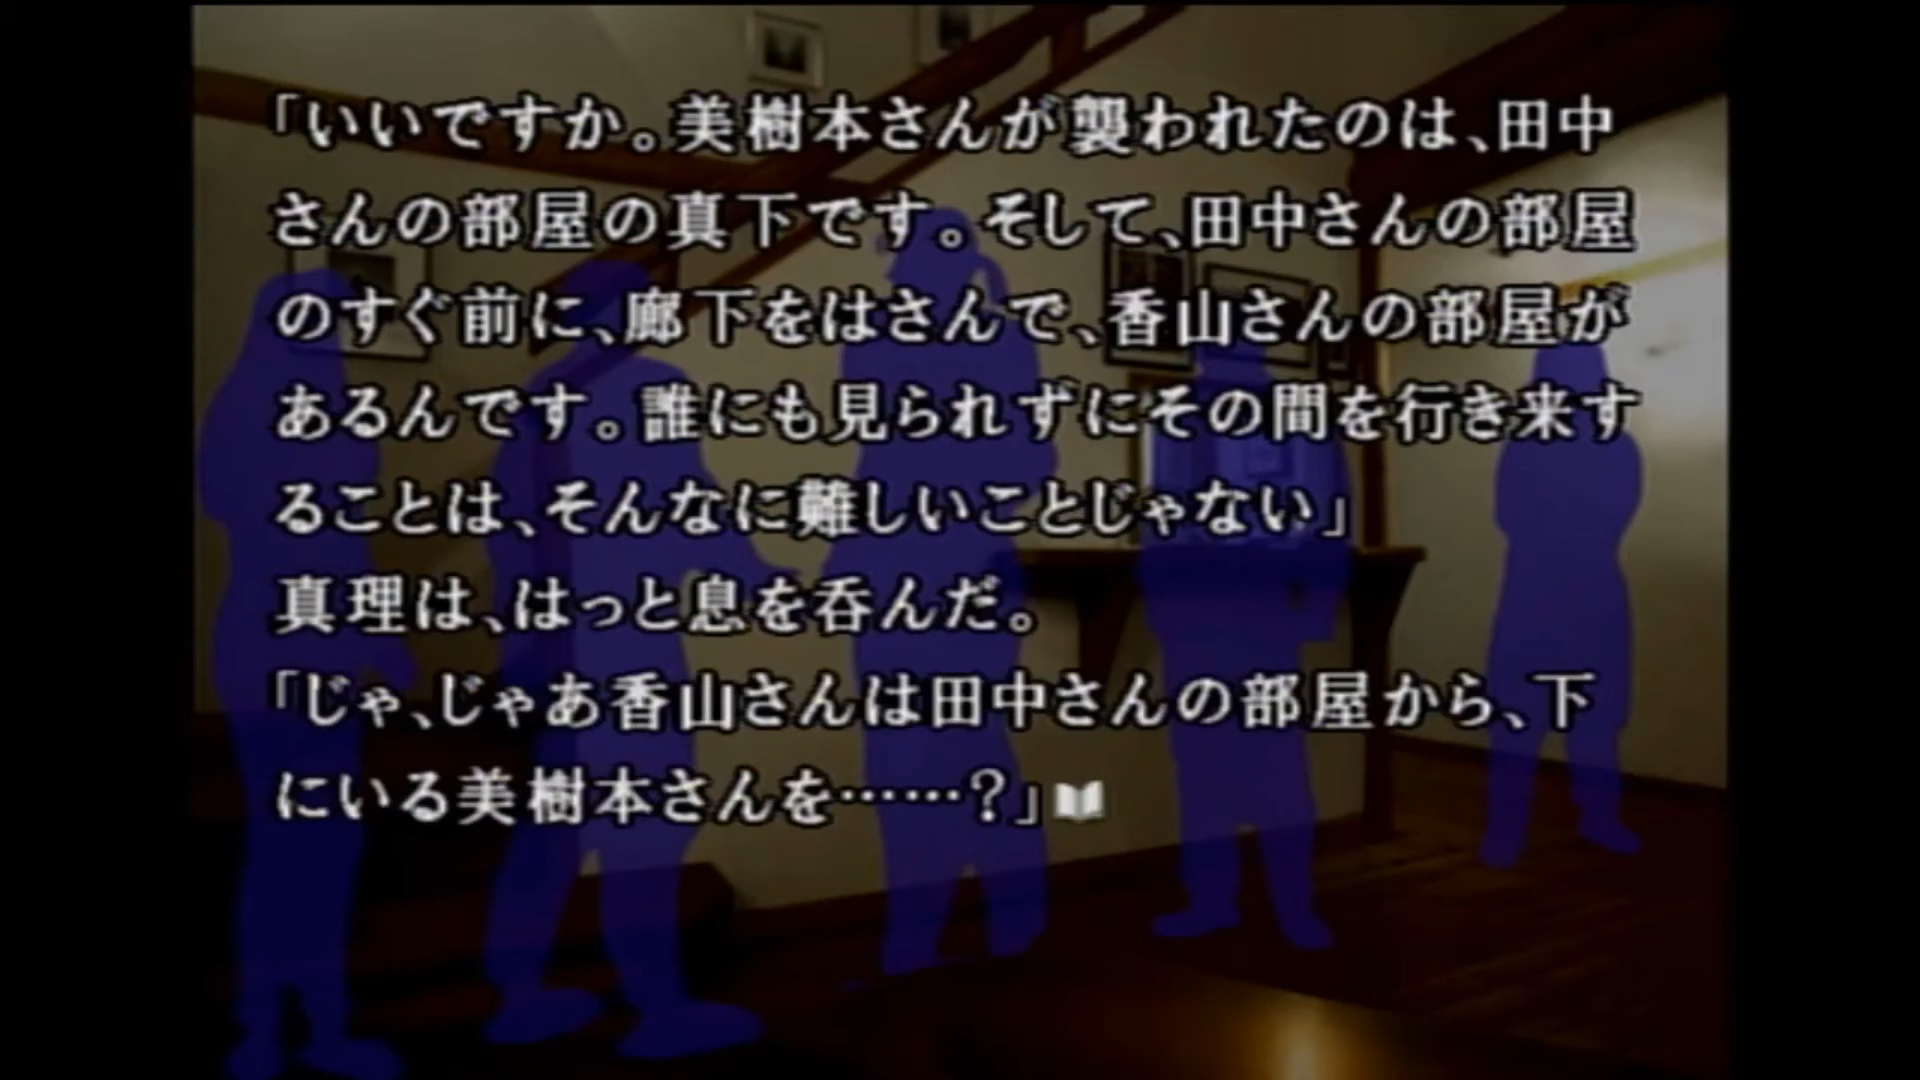 「いいですか。美樹本さんが襲われたのは、田中
さんの部屋の真下です。そして、田中さんの部屋
のすぐ前に、廊下をはさんで、香山さんの部屋が
あるんです。誰にも見られずにその間を行き来す
ることは、そんなに難しいことじゃない」
真理は、はっと息を呑んだ。
「じゃ、じゃあ香山さんは田中さんの部屋から、下
にいる美樹本さんを……？」